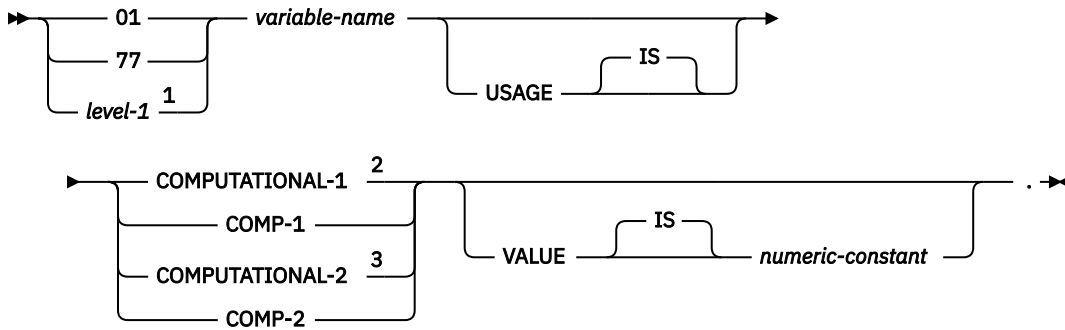 01 variable-name
IS
77
USAGE
level-1 1
COMPUTATIONAL-1 2 .
IS
COMP-1
VALUE numeric-constant
COMPUTATIONAL-2 3
COMP-2